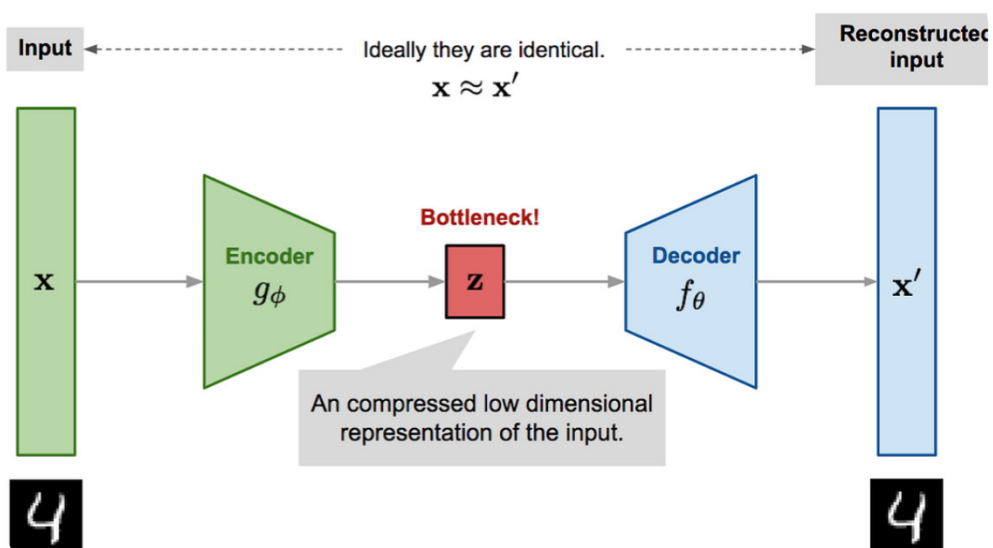 Input
Ideally they are identical.
x ≈ x′
Reconstructed
input
Bottleneck!
x
Encoder
gϕ
z
Decoder
fθ
x′
An compressed low dimensional
representation of the input.
4
4